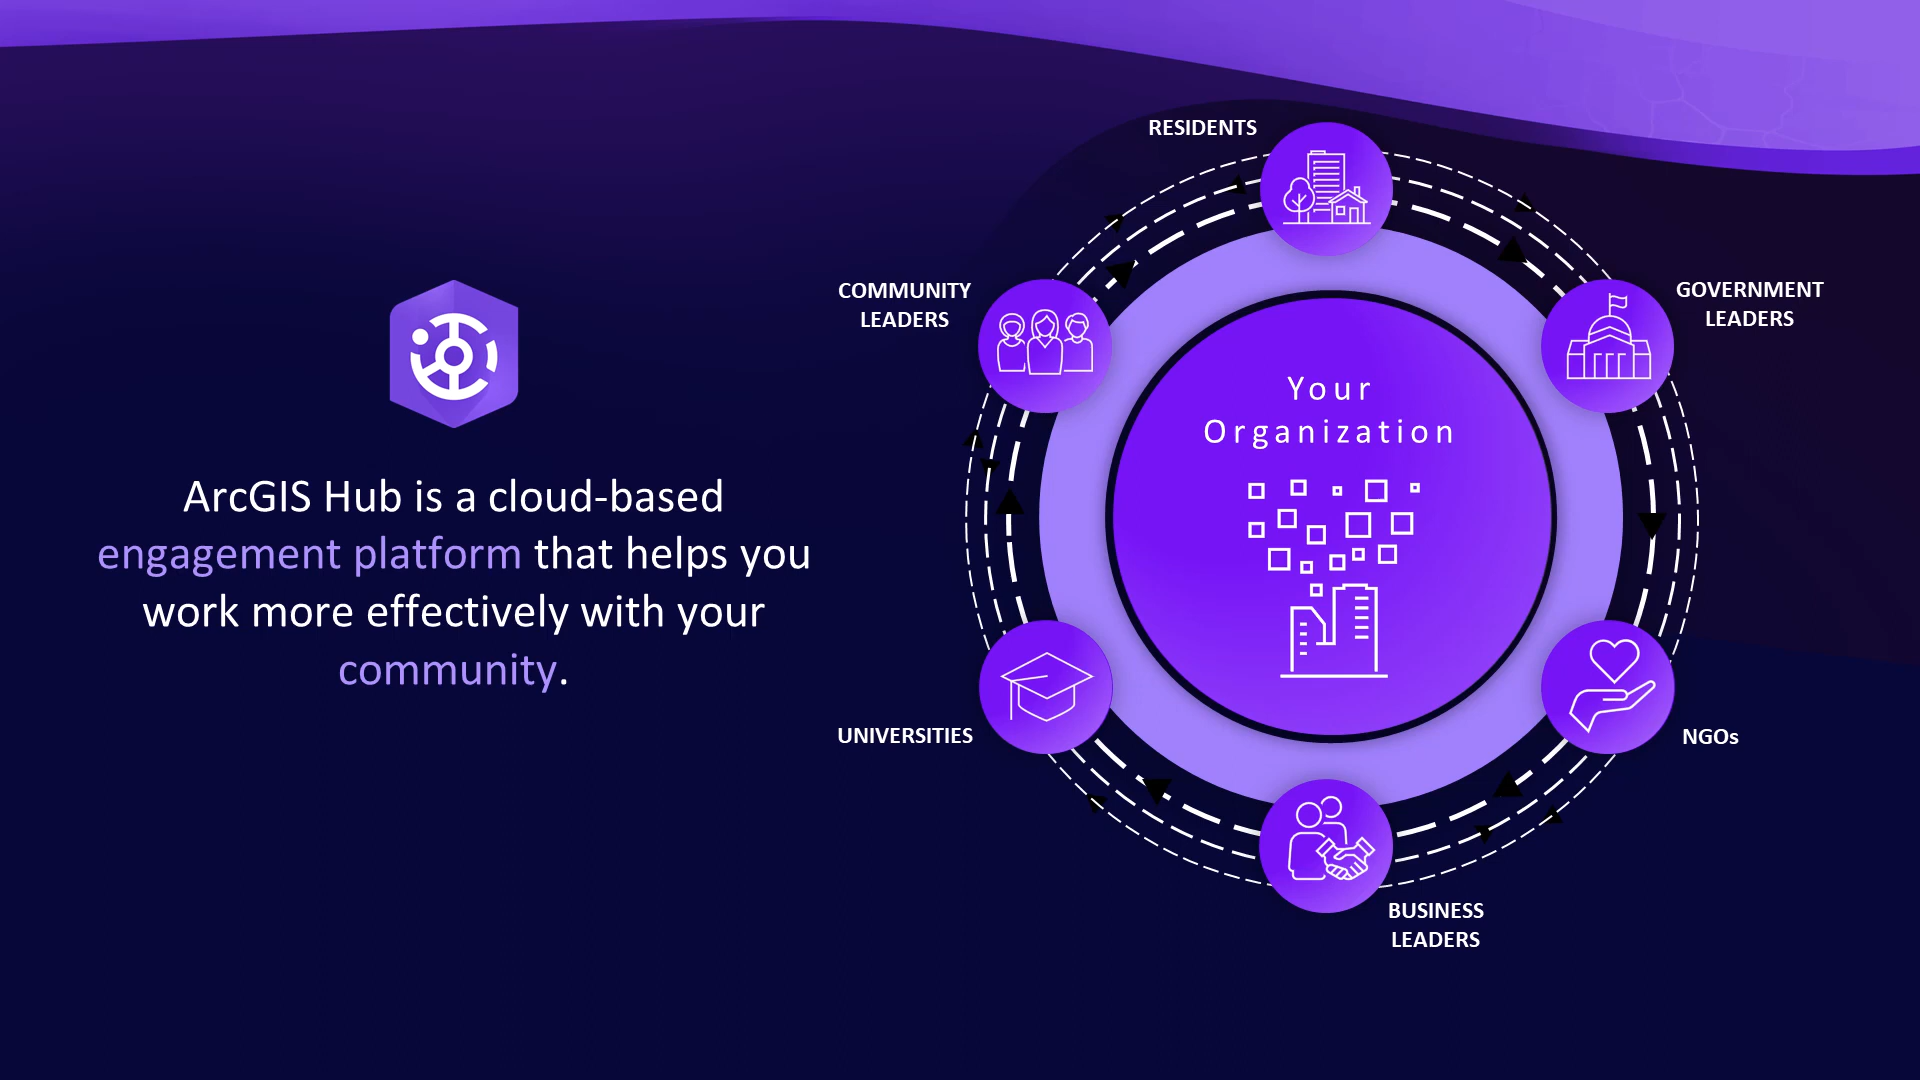 ArcGIS Hub is a cloud-based
engagement platform that helps you
work more effectively with your
community.
RESIDENTS
COMMUNITY
LEADERS
GOVERNMENT
LEADERS
Your
Organization
UNIVERSITIES
NGOs
BUSINESS
LEADERS